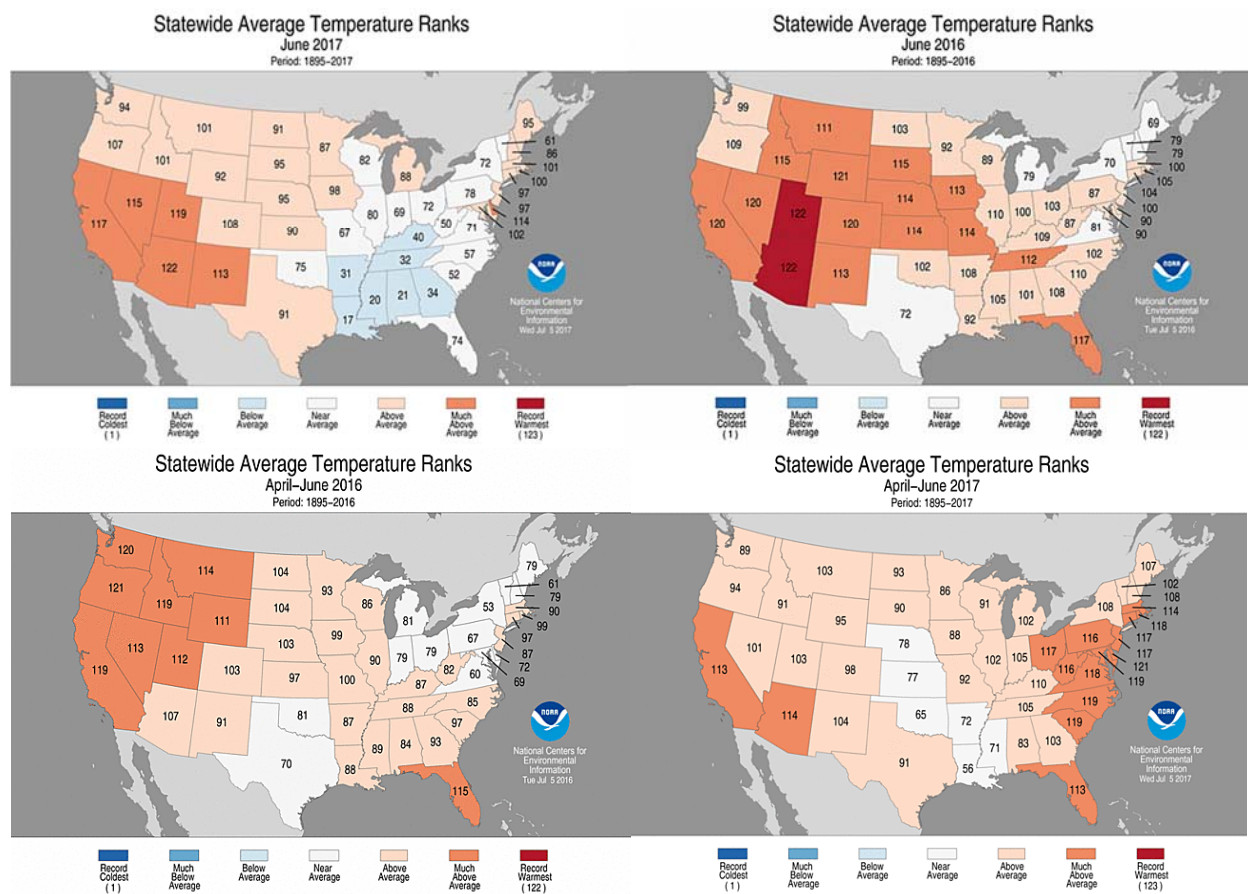 Statewide Average Temperature Ranks
June 2017
Period: 1895-2017
94
107
101
101
91
95
92
95
87
98
82
88
72
95
61
86
101
100
97
97
114
102
117
115
119
108
90
67
80
69
72
50
78
71
122
113
75
31
40
32
57
52
91
17
20
21
34
74
NOAA
National Centers for
Environmental
Information
Wed Jul 5 2017
Record
Coldest
(1)
Much
Below
Average
Below
Average
Near
Average
Above
Average
Much
Above
Average
Record
Warmest
(123)
Statewide Average Temperature Ranks
June 2016
Period: 1895-2016
99
109
115
111
103
115
121
114
92
113
89
79
70
69
79
79
101
105
104
100
90
90
120
120
122
120
114
114
110
100
103
87
87
81
122
113
102
108
109
112
102
110
72
92
105
101
108
117
NOAA
National Centers for
Environmental
Information
Tue Jul 5 2016
Record
Coldest
(1)
Much
Below
Average
Below
Average
Near
Average
Above
Average
Much
Above
Average
Record
Warmest
(122)
Statewide Average Temperature Ranks
April-June 2016
Period: 1895-2016
120
121
119
114
104
104
111
103
93
99
86
81
53
79
61
79
90
99
97
87
72
69
119
113
112
103
97
100
90
79
79
82
67
60
107
91
81
87
87
88
85
97
70
88
89
84
93
115
NOAA
National Centers for
Environmental
Information
Tue Jul 5 2016
Record
Coldest
(1)
Much
Below
Average
Below
Average
Near
Average
Above
Average
Much
Above
Average
Record
Warmest
(122)
Statewide Average Temperature Ranks
April-June 2017
Period: 1895-2017
89
94
91
103
93
90
95
78
86
88
91
102
108
107
102
108
114
118
117
117
121
119
113
101
103
98
77
92
102
105
117
116
116
118
114
104
65
72
110
105
119
119
91
56
71
83
103
113
NOAA
National Centers for
Environmental
Information
Wed Jul 5 2017
Record
Coldest
(1)
Much
Below
Average
Below
Average
Near
Average
Above
Average
Much
Above
Average
Record
Warmest
(123)